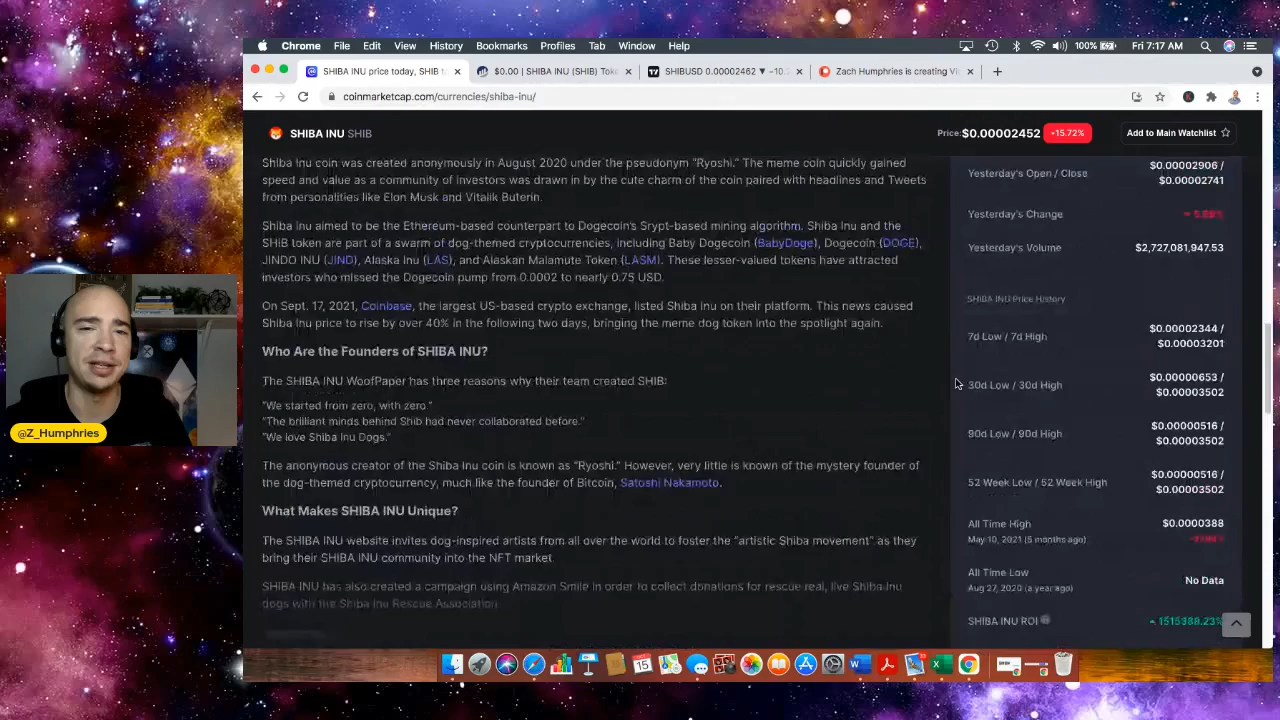 Chrome File Edit View History Bookmarks Profiles Tab Window Help 100% Fri 7:17 AM
SHIBA INU price today, SHIB t
$0.00 | SHIBA INU (SHIB) Tok
SHIBUSD 0.00002462 ▼ −10.
Zach Humphries is creating Vi
coinmarketcap.com/currencies/shiba-inu/
SHIBA INU SHIB
Price: $0.00002452 15.72% Add to Main Watchlist
Shiba Inu coin was created anonymously in August 2020 under the pseudonym "Ryoshi." The meme coin quickly gained
speed and value as a community of investors was drawn in by the cute charm of the coin paired with headlines and Tweets
from personalities like Elon Musk and Vitalik Buterin.
Shiba Inu aimed to be the Ethereum-based counterpart to Dogecoin's Srypt-based mining algorithm. Shiba Inu and the
SHIB token are part of a swarm of dog-themed cryptocurrencies, including Baby Dogecoin (BabyDoge), Dogecoin (DOGE),
JINDO INU (JIND), Alaska Inu (LAS), and Alaskan Malamute Token (LASM). These lesser-valued tokens have attracted
investors who missed the Dogecoin pump from 0.0002 to nearly 0.75 USD.
On Sept. 17, 2021, Coinbase, the largest US-based crypto exchange, listed Shiba Inu on their platform. This news caused
Shiba Inu price to rise by over 40% in the following two days, bringing the meme dog token into the spotlight again.
Who Are the Founders of SHIBA INU?
The SHIBA INU WoofPaper has three reasons why their team created SHIB:
"We started from zero, with zero."
"The brilliant minds behind Shib had never collaborated before."
"We love Shiba Inu Dogs."
The anonymous creator of the Shiba Inu coin is known as "Ryoshi." However, very little is known of the mystery founder of
the dog-themed cryptocurrency, much like the founder of Bitcoin, Satoshi Nakamoto.
What Makes SHIBA INU Unique?
The SHIBA INU website invites dog-inspired artists from all over the world to foster the "artistic Shiba movement" as they
bring their SHIBA INU community into the NFT market.
SHIBA INU has also created a campaign using Amazon Smile in order to collect donations for rescue real, live Shiba Inu
dogs with the Shiba Inu Rescue Association.
Yesterday's Open / Close
$0.00002906 /
$0.00002741
Yesterday's Change
Yesterday's Volume
$2,727,081,947.53
SHIBA INU Price History
7d Low / 7d High
$0.00002344 /
$0.00003201
30d Low / 30d High
$0.00000653 /
$0.00003502
90d Low / 90d High
$0.00000516 /
$0.00003502
52 Week Low / 52 Week High
$0.00000516 /
$0.00003502
All Time High
$0.0000388
May 10, 2021 (5 months ago)
All Time Low
No Data
Aug 27, 2020 (a year ago)
SHIBA INU ROI
1515388.23%
@Z_Humphries
15